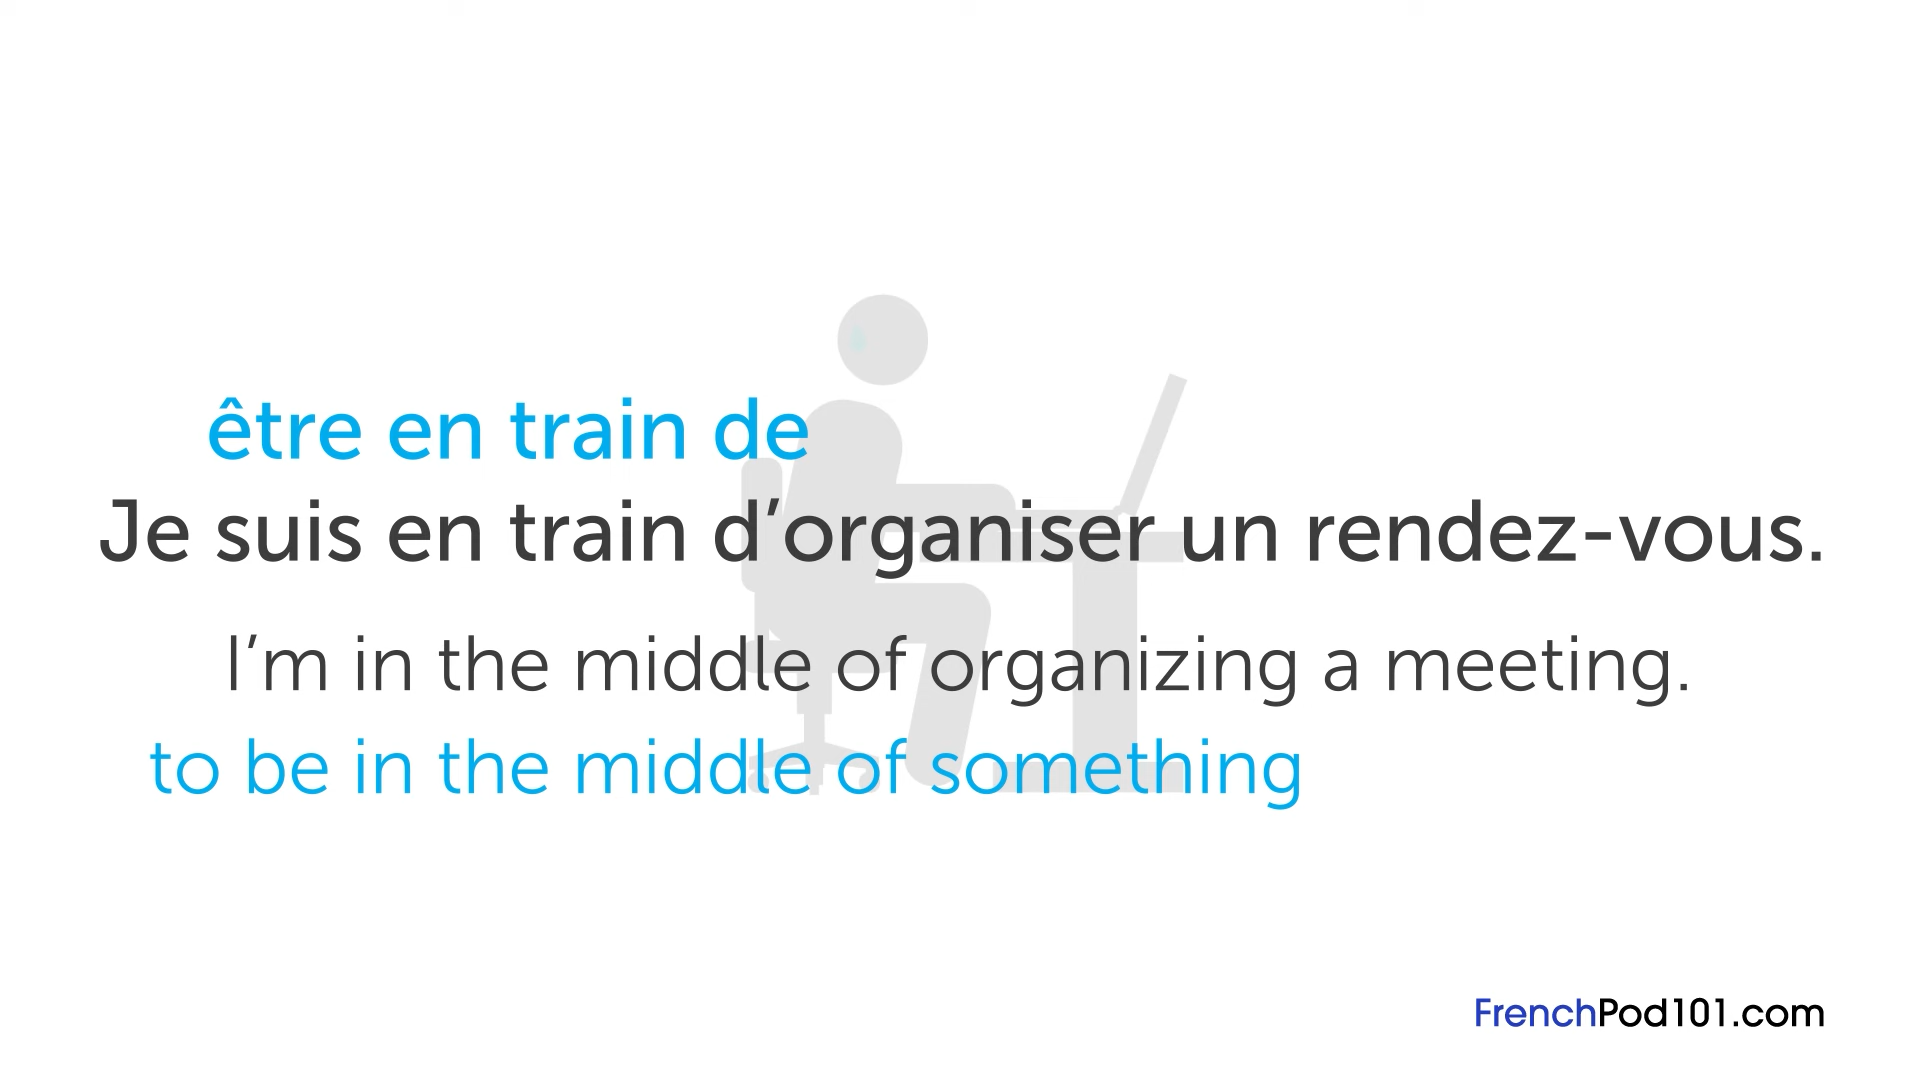 être en train de
Je suis en train d’organiser un rendez-vous.
I’m in the middle of organizing a meeting.
to be in the middle of something
FrenchPod101.com